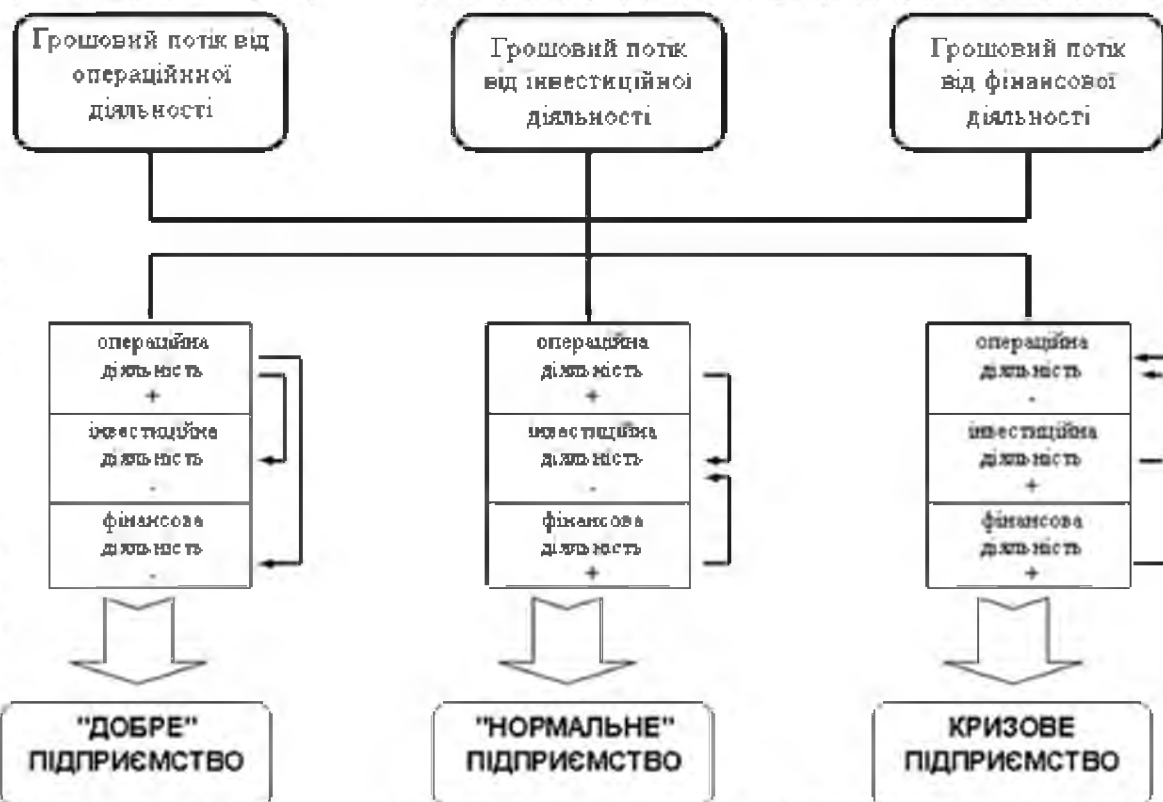 Грошовий потік від
операційнної
діяльності
Грошовий потік
від інвестиційної
діяльності
Грошовий потік
від фінансової
діяльності
операційна
діяльність
+
інвестиційна
діяльність
-
фінансова
діяльність
-
операційна
діяльність
+
інвестиційна
діяльність
-
фінансова
діяльність
+
операційна
діяльність
-
інвестиційна
діяльність
+
фінансова
діяльність
+
"ДОБРЕ"
ПІДПРИЄМСТВО
"НОРМАЛЬНЕ"
ПІДПРИЄМСТВО
КРИЗОВЕ
ПІДПРИЄМСТВО